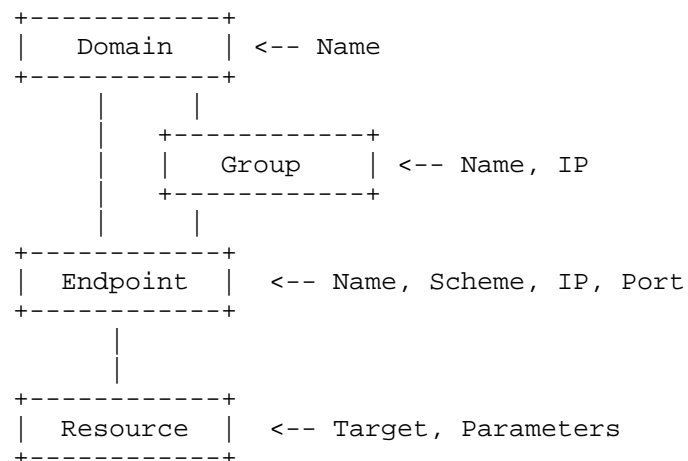 Domain <-- Name
Group <-- Name, IP
Endpoint <-- Name, Scheme, IP, Port
Resource <-- Target, Parameters